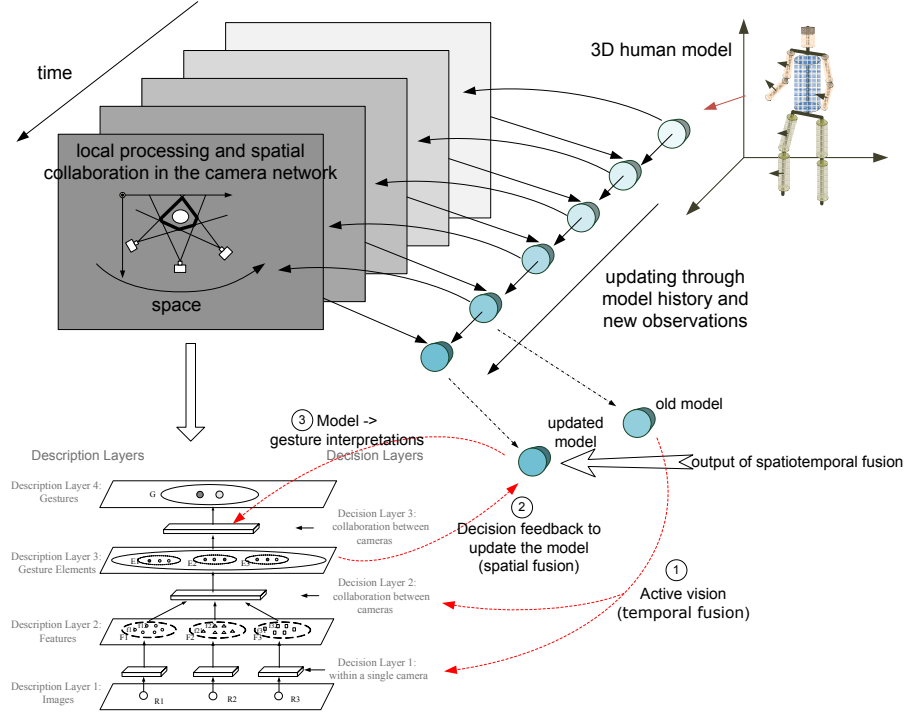 time
3D human model
local processing and spatial
collaboration in the camera network
space
updating through
model history and
new observations
old model
updated
model
output of spatiotemporal fusion
3 Model ->
gesture interpretations
Description Layers
Decision Layers
2
Decision feedback to
update the model
(spatial fusion)
1
Active vision
(temporal fusion)
Description Layer 4:
Gestures
G
Decision Layer 3:
collaboration between
cameras
Description Layer 3:
Gesture Elements
E1
E2
E3
Decision Layer 2:
collaboration between
cameras
Description Layer 2:
Features
F1
F2
F3
Decision Layer 1:
within a single camera
Description Layer 1:
Images
R1
R2
R3